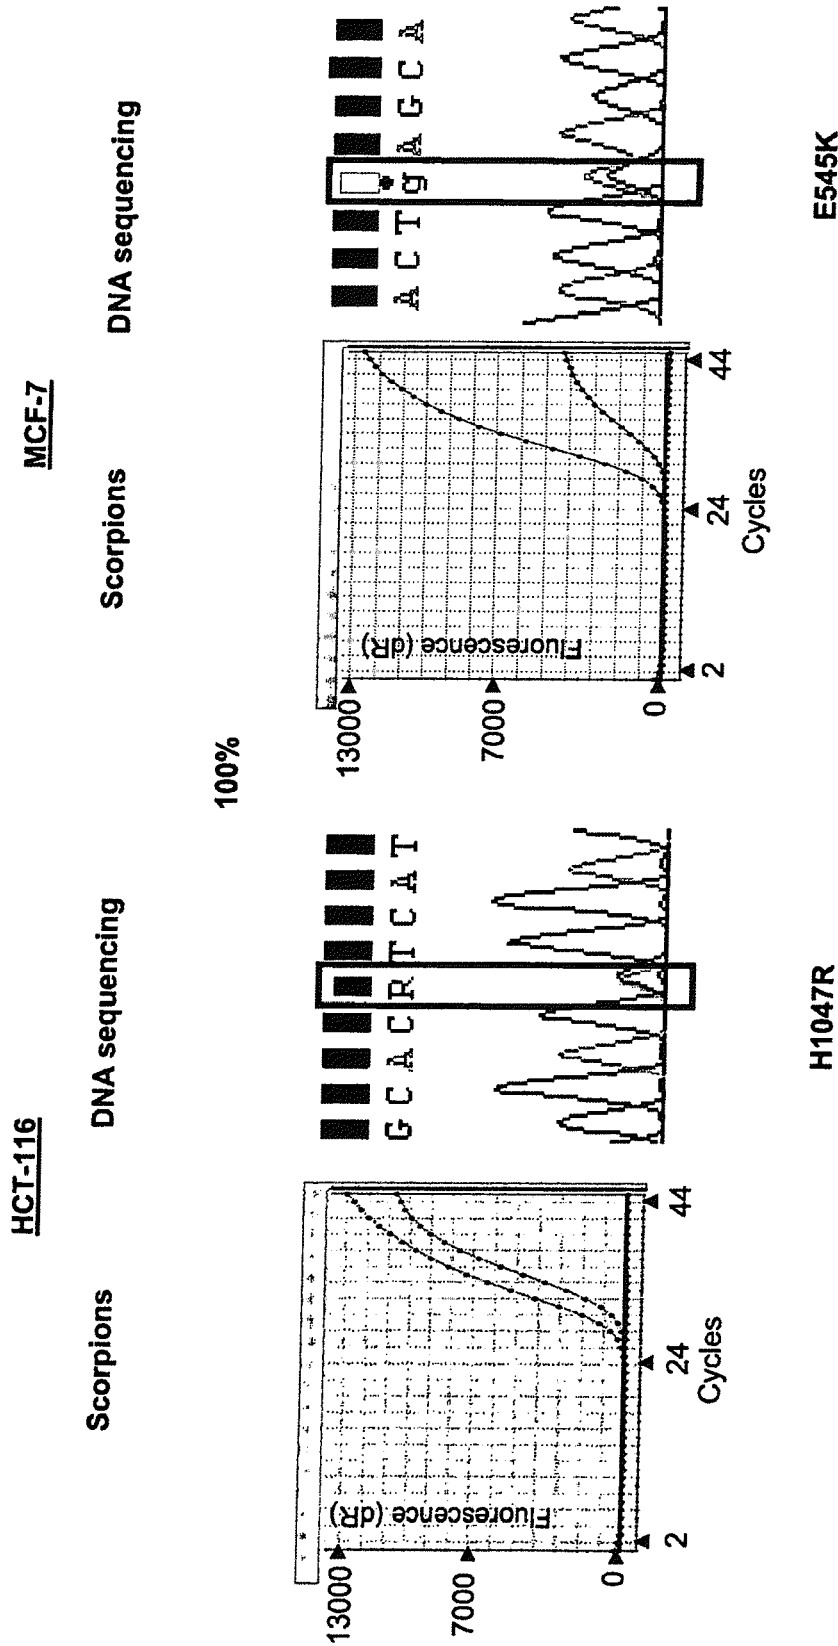 HCT-116
MCF-7
Scorpions
DNA sequencing
Scorpions
DNA sequencing
100%
13000
7000
0
Fluorescence (dR)
2
24
44
Cycles
G C A C R T C A T
H1047R
13000
7000
0
Fluorescence (dR)
2
24
44
Cycles
A C T g A G C A
E545K